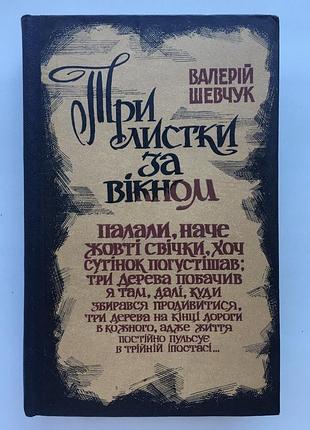 ВАЛЕРІЙ
ШЕВЧУК
Три
листки
за
вікном
ПАЛАЛИ, НАЧЕ
ЖОВТІ СВІЧКИ, ХОЧ
СУТІНОК ПОГУСТІШАВ;
ТРИ ДЕРЕВА ПОБАЧИВ
Я ТАМ, ДАЛІ, КУДИ
ЗБИРАВСЯ ПРОДИВИТИСЯ,
ТРИ ДЕРЕВА НА КІНЦІ ДОРОГИ
В КОЖНОГО, АДЖЕ ЖИТТЯ
ПОСТІЙНО ПУЛЬСУЄ
В ТРІЙНІЙ ІПОСТАСІ...